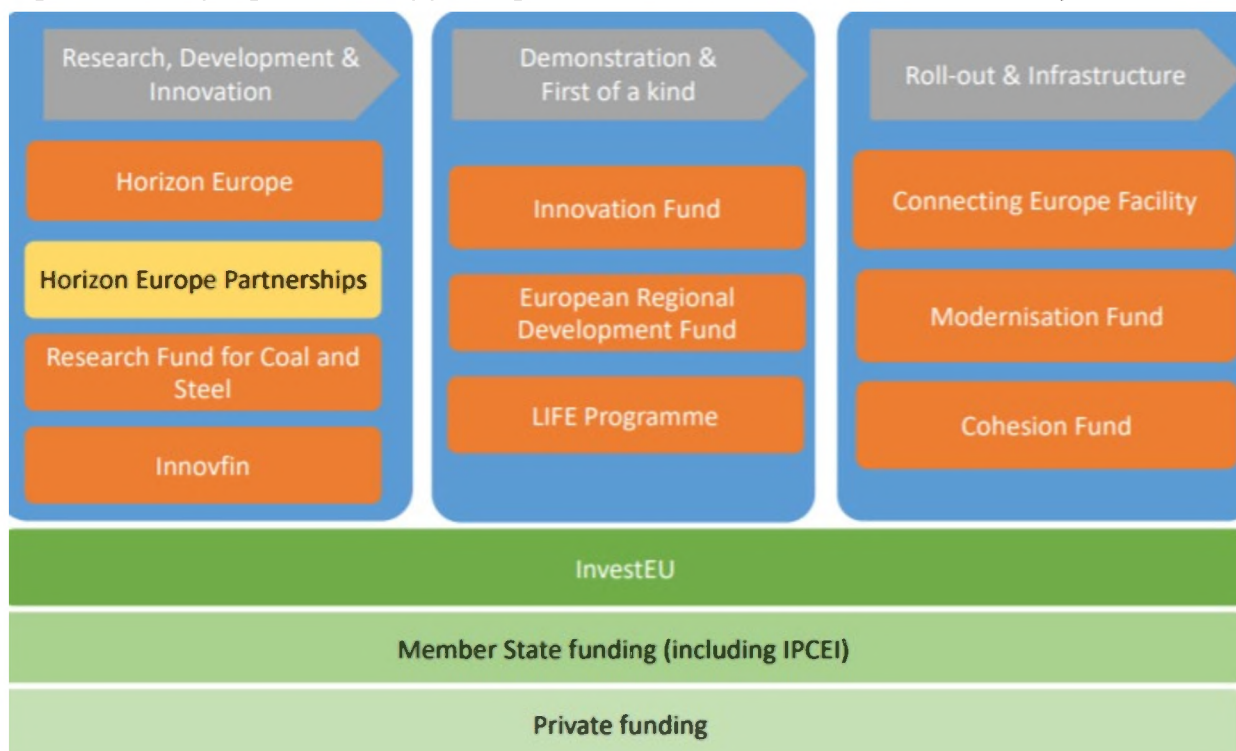 Research, Development &
Innovation
Horizon Europe
Horizon Europe Partnerships
Research Fund for Coal and
Steel
Innovfin
Demonstration &
First of a kind
Innovation Fund
European Regional
Development Fund
LIFE Programme
Roll-out & Infrastructure
Connecting Europe Facility
Modernisation Fund
Cohesion Fund
InvestEU
Member State funding (including IPCEI)
Private funding